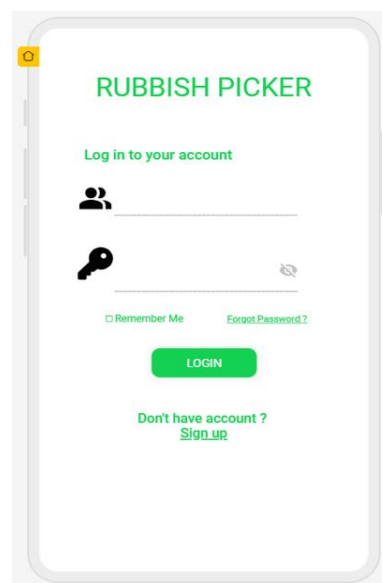 RUBBISH PICKER
Log in to your account
Remember Me Forgot Password ?
LOGIN
Don't have account ?
Sign up